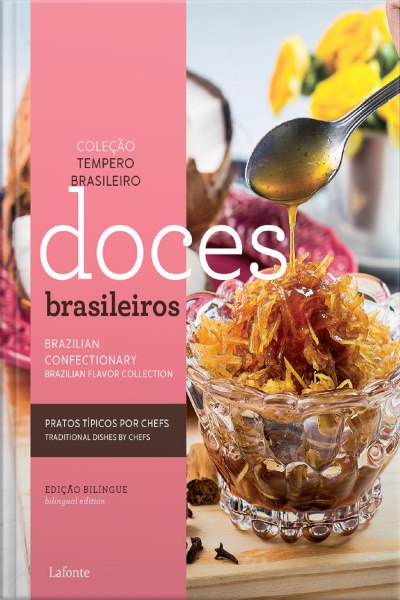 COLEÇÃO
TEMPERO
BRASILEIRO
doces
brasileiros
BRAZILIAN
CONFECTIONARY
BRAZILIAN FLAVOR COLLECTION
PRATOS TÍPICOS POR CHEFS
TRADITIONAL DISHES BY CHEFS
EDIÇÃO BILÍNGUE
bilingual edition
Lafonte